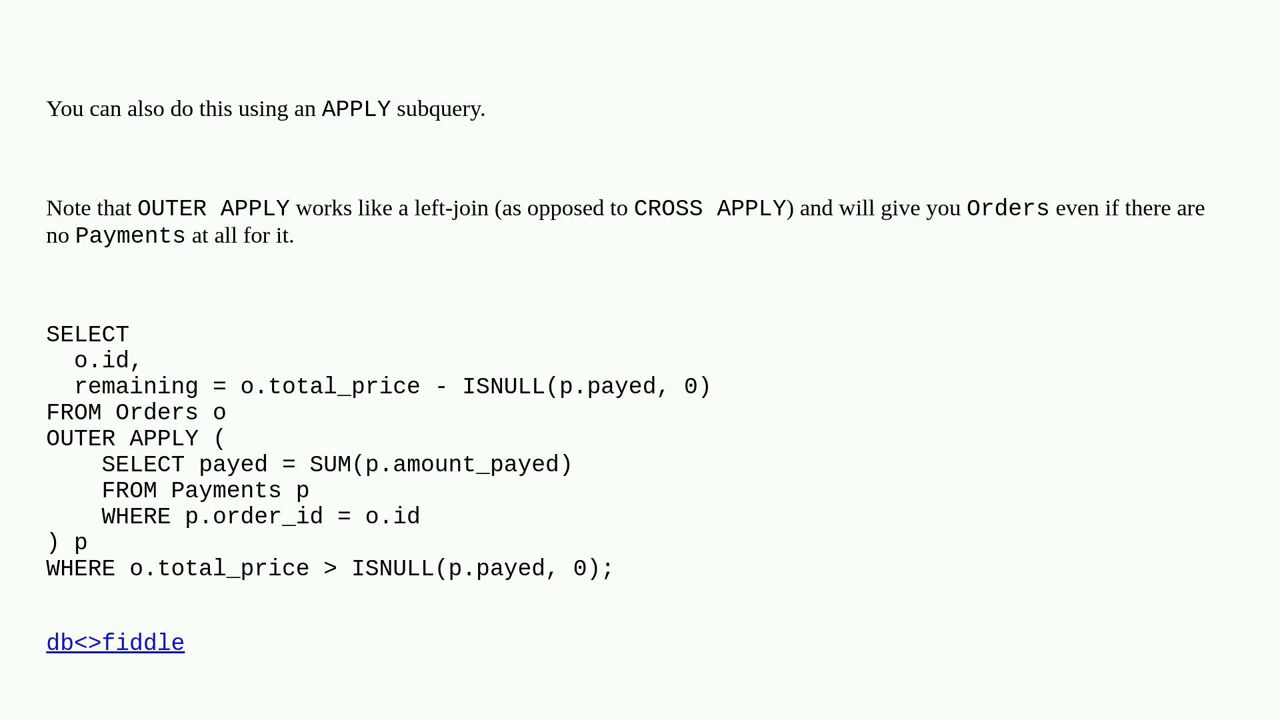 You can also do this using an APPLY subquery.
Note that OUTER APPLY works like a left-join (as opposed to CROSS APPLY) and will give you Orders even if there are
no Payments at all for it.
SELECT
  o.id,
  remaining = o.total_price - ISNULL(p.payed, 0)
FROM Orders o
OUTER APPLY (
    SELECT payed = SUM(p.amount_payed)
    FROM Payments p
    WHERE p.order_id = o.id
) p
WHERE o.total_price > ISNULL(p.payed, 0);
db<>fiddle